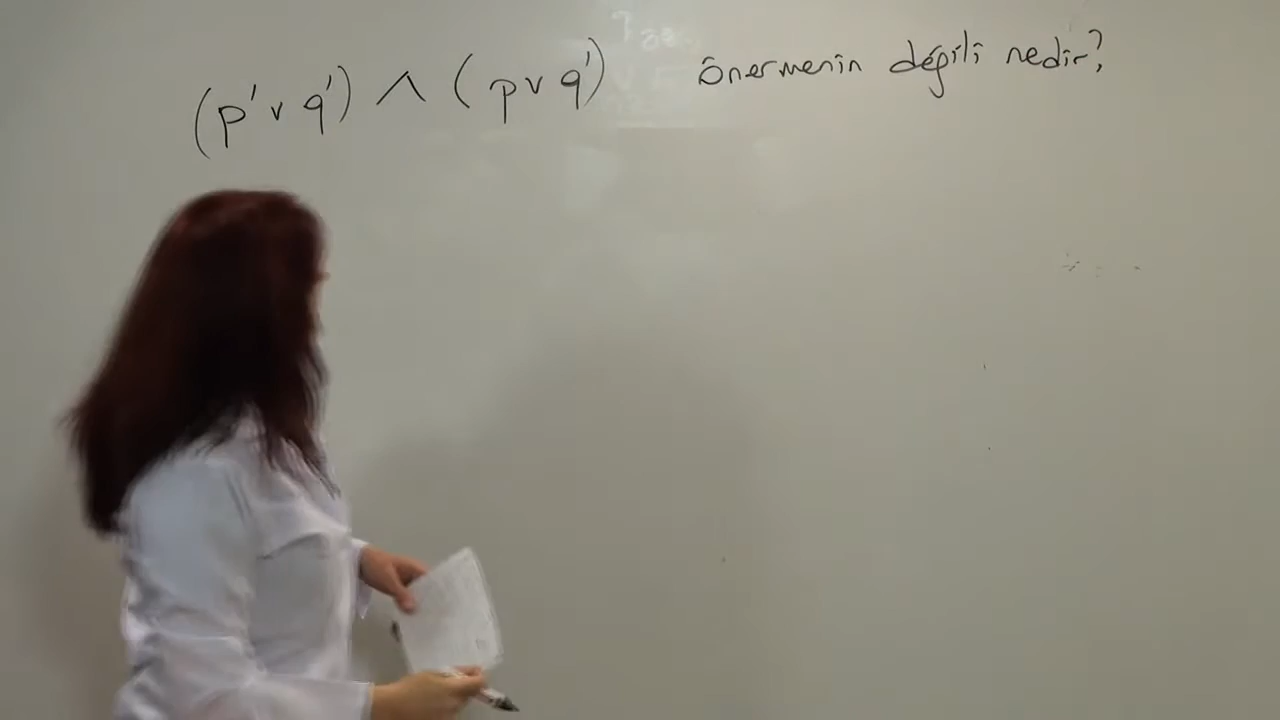 (p' ∨ q') ∧ (p ∨ q') önermenin değili nedir?